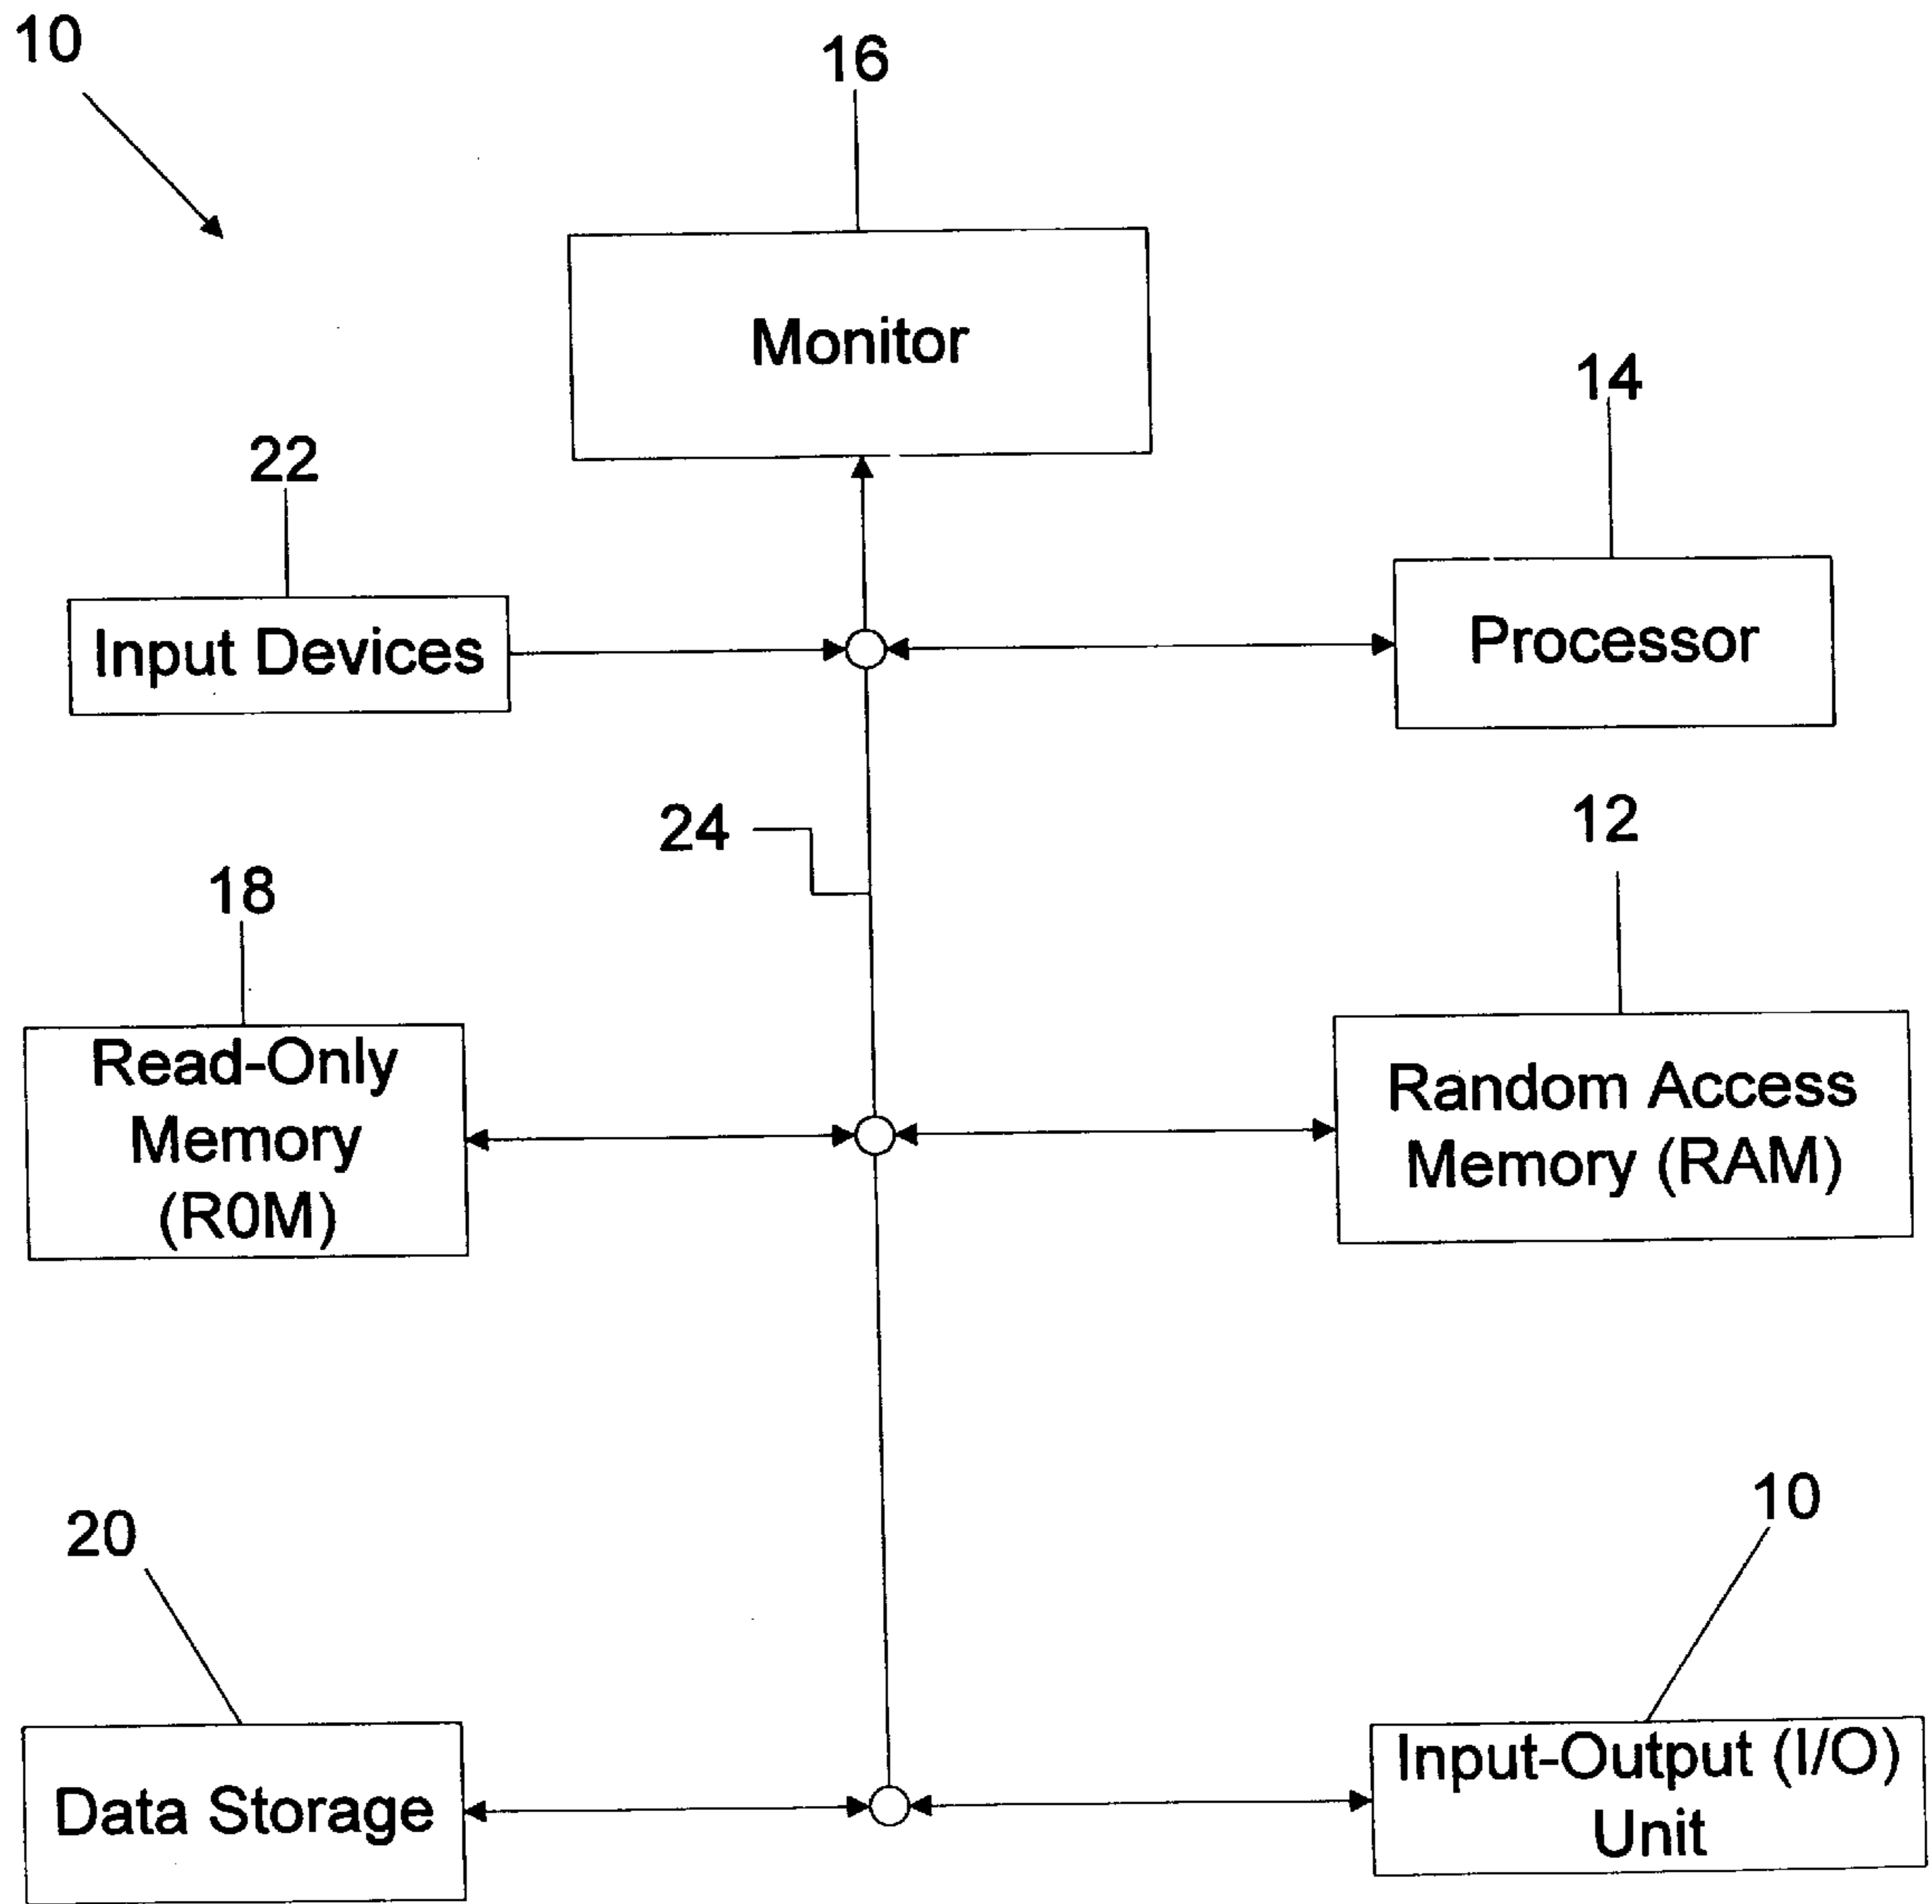 10
16
Monitor
14
22
Input Devices
Processor
24
12
18
Read-Only
Memory
(R0M)
Random Access
Memory (RAM)
20
10
Data Storage
Input-Output (I/O)
Unit